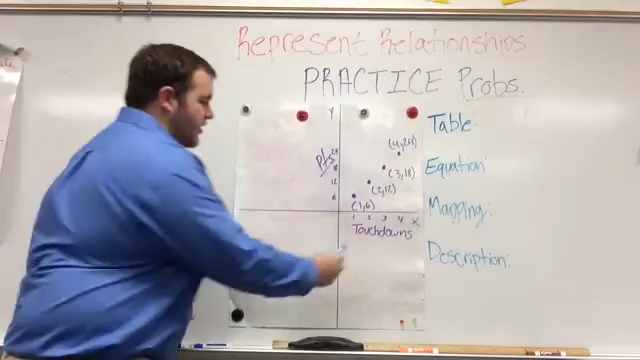 Represent Relationships
PRACTICE Probs.
Y
Table:
(4,24)
24
Pts
18
(3,18)
Equation:
12
(2,12)
6
(1,6)
Mapping:
1 2 3 4 X
Touchdowns
Description: